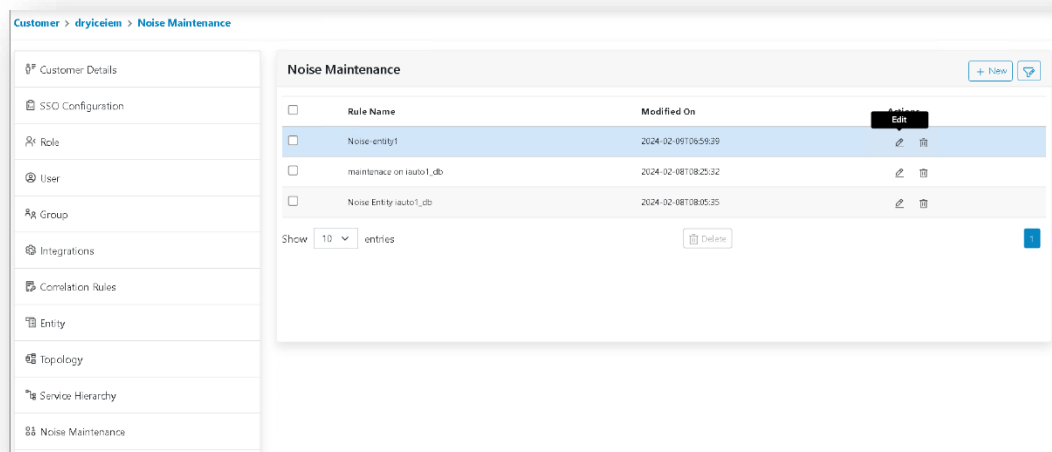 Customer > dryiceiem > Noise Maintenance
Customer Details
SSO Configuration
Role
User
Group
Integrations
Correlation Rules
Entity
Topology
Service Hierarchy
Noise Maintenance
Noise Maintenance
+ New
Rule Name Modified On Actions
Edit
Noise-entity1 2024-02-09T06:59:39
maintenace on iauto1_db 2024-02-08T08:25:32
Noise Entity iauto1_db 2024-02-08T08:05:35
Show 10 entries Delete 1